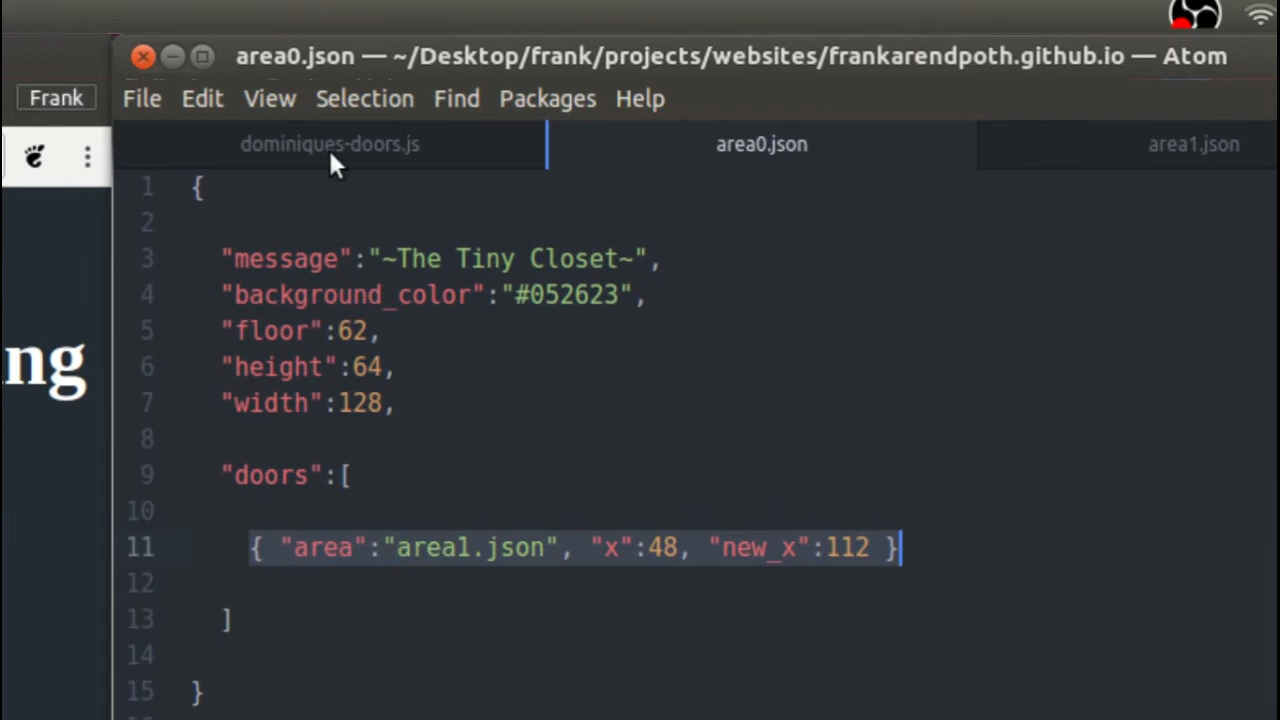 area0.json — ~/Desktop/frank/projects/websites/frankarendpoth.github.io — Atom
Frank
File Edit View Selection Find Packages Help
dominiques-doors.js area0.json area1.json
ng
1 {
2
3 "message":"~The Tiny Closet~",
4 "background_color":"#052623",
5 "floor":62,
6 "height":64,
7 "width":128,
8
9 "doors":[
10
11 { "area":"area1.json", "x":48, "new_x":112 }
12
13 ]
14
15 }